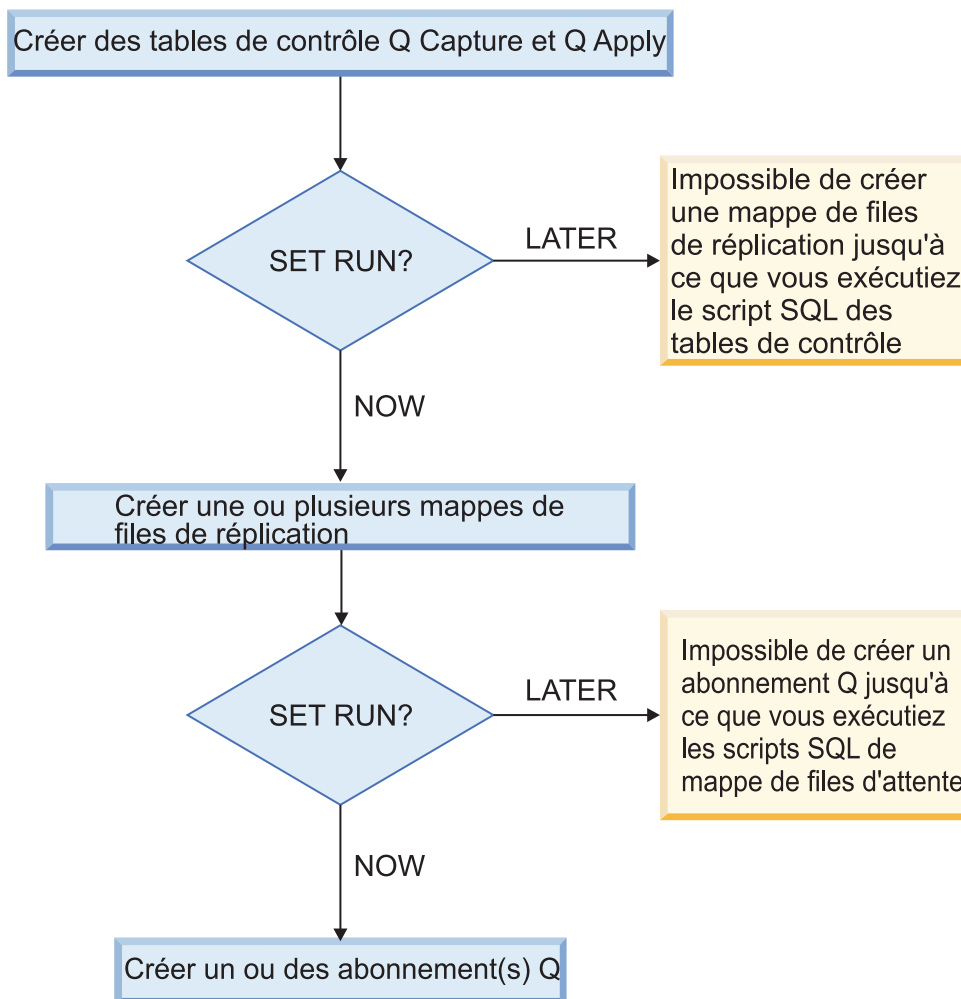 Créer des tables de contrôle Q Capture et Q Apply
SET RUN?
LATER
Impossible de créer
une mappe de files
de réplication jusqu'à
ce que vous exécutiez
le script SQL des
tables de contrôle
NOW
Créer une ou plusieurs mappes de
files de réplication
SET RUN?
LATER
Impossible de créer un
abonnement Q jusqu'à
ce que vous exécutiez
les scripts SQL de
mappe de files d'attente
NOW
Créer un ou des abonnement(s) Q